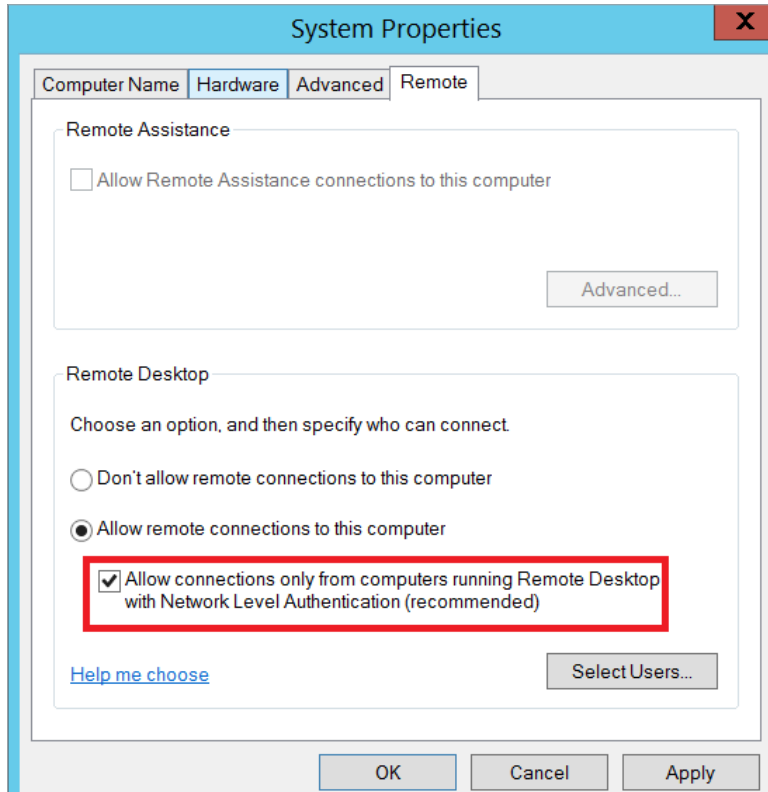 System Properties
X
Computer Name Hardware Advanced Remote
Remote Assistance
Allow Remote Assistance connections to this computer
Advanced...
Remote Desktop
Choose an option, and then specify who can connect.
Don't allow remote connections to this computer
Allow remote connections to this computer
Allow connections only from computers running Remote Desktop
with Network Level Authentication (recommended)
Help me choose Select Users...
OK Cancel Apply